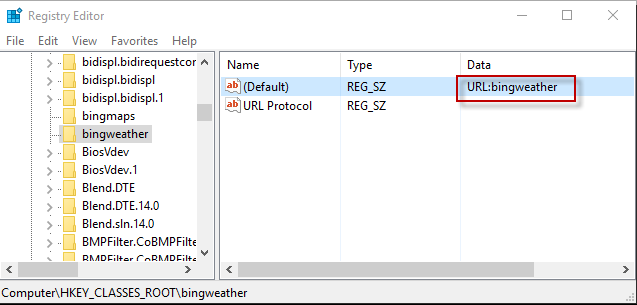 Registry Editor
File Edit View Favorites Help
bidispl.bidirequestcor
bidispl.bidispl
bidispl.bidispl.1
bingmaps
bingweather
BiosVdev
BiosVdev.1
Blend.DTE
Blend.DTE.14.0
Blend.sln.14.0
BMPFilter.CoBMPFilte
BMPFilter.CoBMPFilte
Name Type Data
(Default) REG_SZ URL:bingweather
URL Protocol REG_SZ
Computer\HKEY_CLASSES_ROOT\bingweather